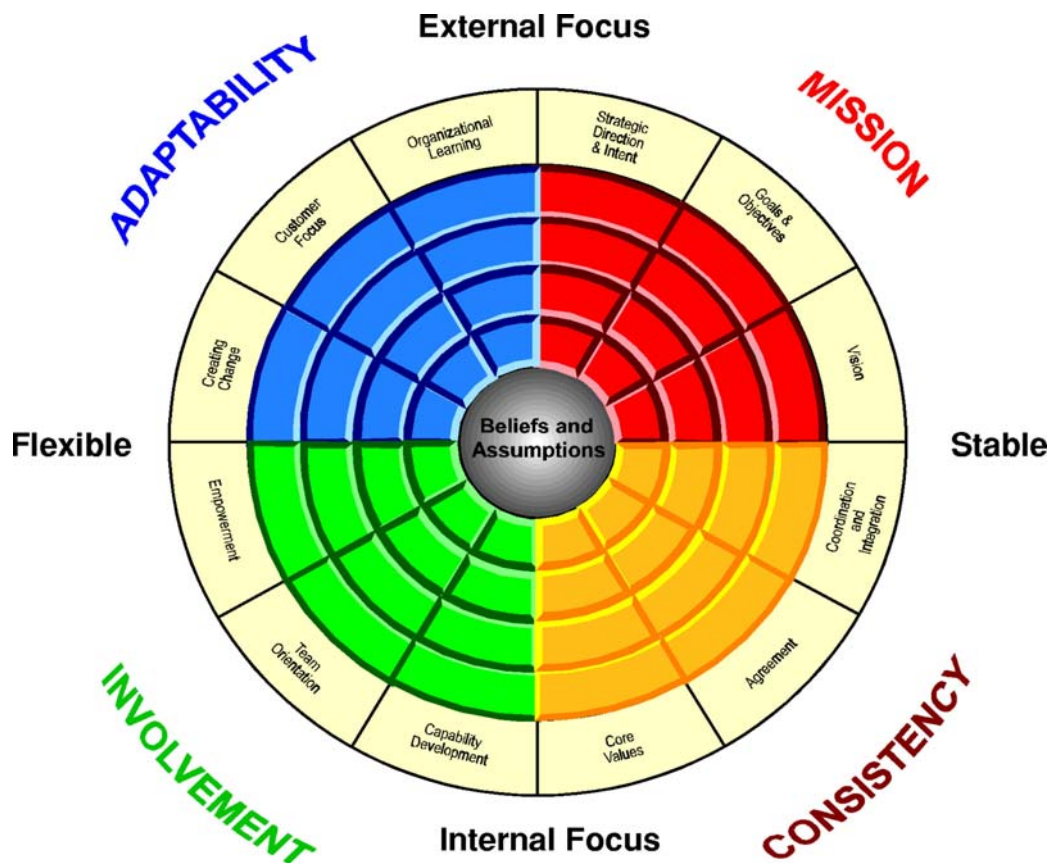 External Focus
ADAPTABILITY
MISSION
Organizational
Learning
Strategic
Direction
& Intent
Customer
Focus
Goals &
Objectives
Creating
Change
Vision
Beliefs and
Assumptions
Flexible
Stable
Empowerment
Coordination
and
Integration
Team
Orientation
Agreement
Capability
Development
Core
Values
INVOLVEMENT
CONSISTENCY
Internal Focus